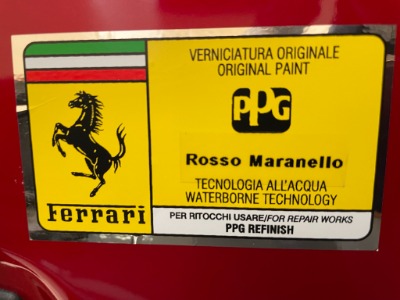 VERNICIATURA ORIGINALE
ORIGINAL PAINT
PPG
Rosso Maranello
TECNOLOGIA ALL'ACQUA
WATERBORNE TECHNOLOGY
Ferrari
PER RITOCCHI USARE/FOR REPAIR WORKS
PPG REFINISH